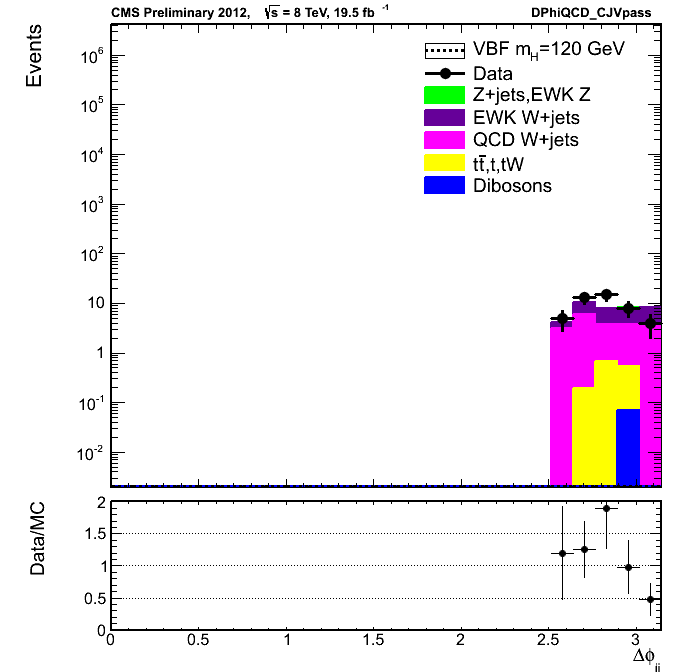 CMS Preliminary 2012, √s = 8 TeV, 19.5 fb⁻¹ DPhiQCD_CJVpass
Events
VBF m_H=120 GeV
Data
Z+jets,EWK Z
EWK W+jets
QCD W+jets
tt̅,t,tW
Dibosons
10⁶
10⁵
10⁴
10³
10²
10
1
10⁻¹
10⁻²
Data/MC
2
1.5
1
0.5
0
0 0.5 1 1.5 2 2.5 3
Δϕ_jj